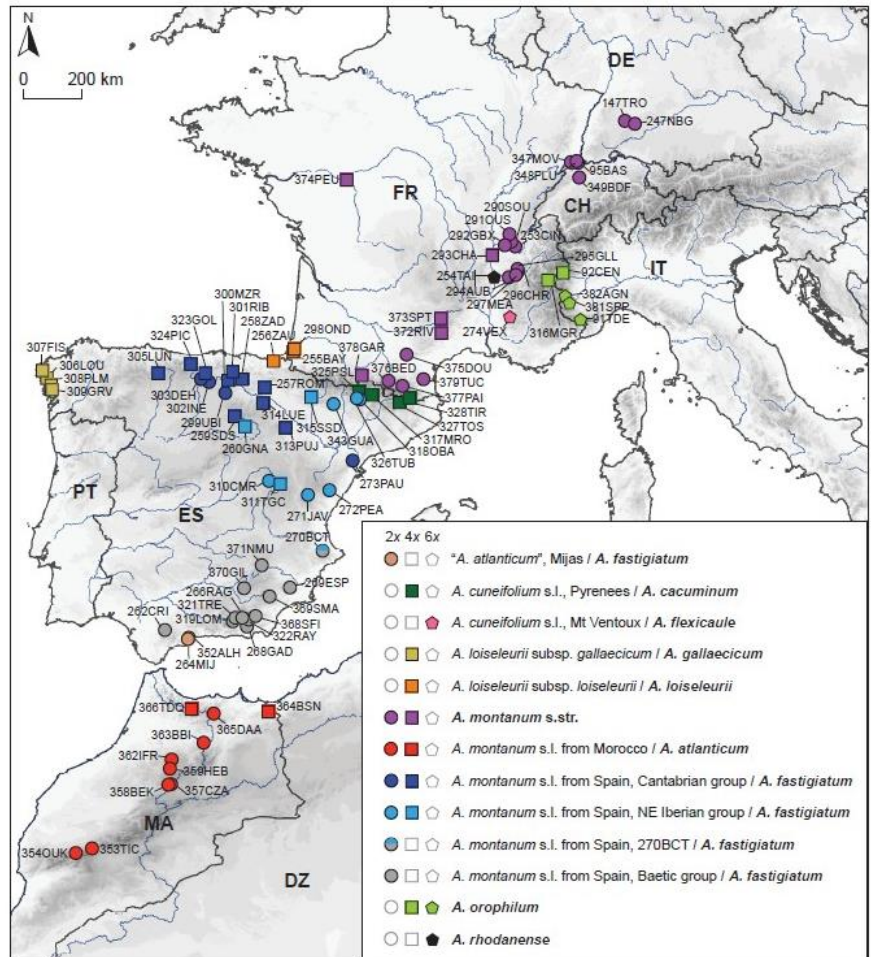 N
0 200 km
DE
147TRO
247NBG
347MOV
348PLU
95BAS
349BDF
374PEU
FR
CH
290SOU
291OUS
292GBX
253CIN
293CHA
295GLL
92CEN
IT
254TAI
294AUB
297MEA
296CHR
382AGN
381SPP
91TDE
274VEX
316MGR
373SPT
372RIV
300MZR
301RIB
323GOL
258ZAD
298OND
324PIC
256ZAU
255BAY
378GAR
307FIS
305LUN
325PSL
376BED
375DOU
306LOU
379TUC
308PLM
303DEH
257ROM
377PAI
309GRV
302INE
328TIR
299UBI
314LUE
327TOS
259SDS
315SSD
317MRO
260GNA
313PUJ
343GUA
318OBA
326TUB
PT
310CMR
273PAU
311TGC
ES
271JAV
272PEA
270BCT
371NMU
370GIL
269ESP
266RAG
321TRE
369SMA
262CRI
319LOM
368SFI
322RAY
352ALH
268GAD
264MIJ
366TDQ
364BSN
365DAA
363BBI
362IFR
359HEB
358BEK
357CZA
MA
354OUK
353TIC
DZ
2x 4x 6x
"A. atlanticum", Mijas / A. fastigiatum
A. cuneifolium s.l., Pyrenees / A. cacuminum
A. cuneifolium s.l., Mt Ventoux / A. flexicaule
A. loiseleurii subsp. gallaecicum / A. gallaecicum
A. loiseleurii subsp. loiseleurii / A. loiseleurii
A. montanum s.str.
A. montanum s.l. from Morocco / A. atlanticum
A. montanum s.l. from Spain, Cantabrian group / A. fastigiatum
A. montanum s.l. from Spain, NE Iberian group / A. fastigiatum
A. montanum s.l. from Spain, 270BCT / A. fastigiatum
A. montanum s.l. from Spain, Baetic group / A. fastigiatum
A. orophilum
A. rhodanense